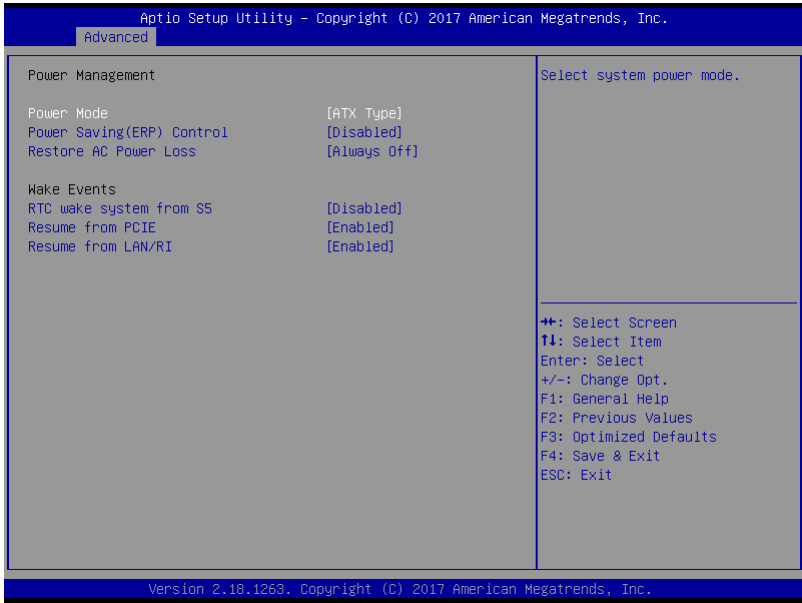 Aptio Setup Utility – Copyright (C) 2017 American Megatrends, Inc.
Advanced
Power Management
Power Mode [ATX Type]
Power Saving(ERP) Control [Disabled]
Restore AC Power Loss [Always Off]
Wake Events
RTC wake system from S5 [Disabled]
Resume from PCIE [Enabled]
Resume from LAN/RI [Enabled]
Select system power mode.
→←: Select Screen
↑↓: Select Item
Enter: Select
+/-: Change Opt.
F1: General Help
F2: Previous Values
F3: Optimized Defaults
F4: Save & Exit
ESC: Exit
Version 2.18.1263. Copyright (C) 2017 American Megatrends, Inc.